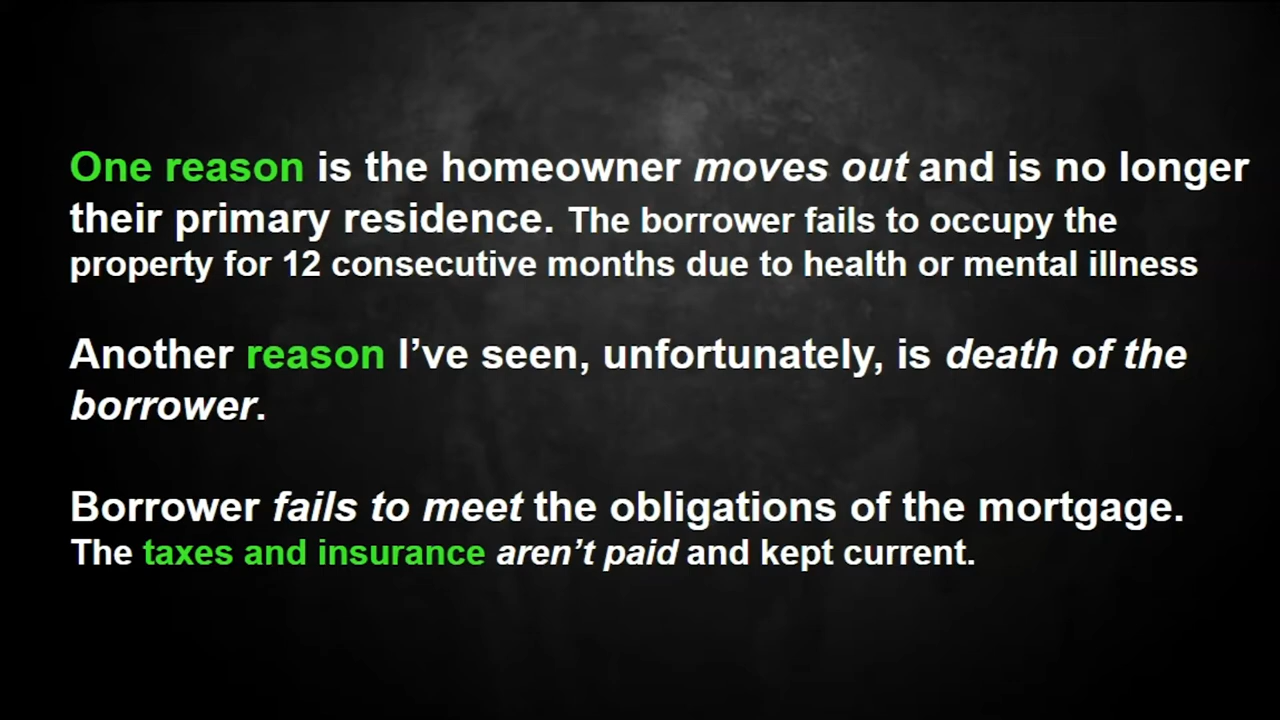 One reason is the homeowner moves out and is no longer
their primary residence. The borrower fails to occupy the
property for 12 consecutive months due to health or mental illness
Another reason I’ve seen, unfortunately, is death of the
borrower.
Borrower fails to meet the obligations of the mortgage.
The taxes and insurance aren’t paid and kept current.